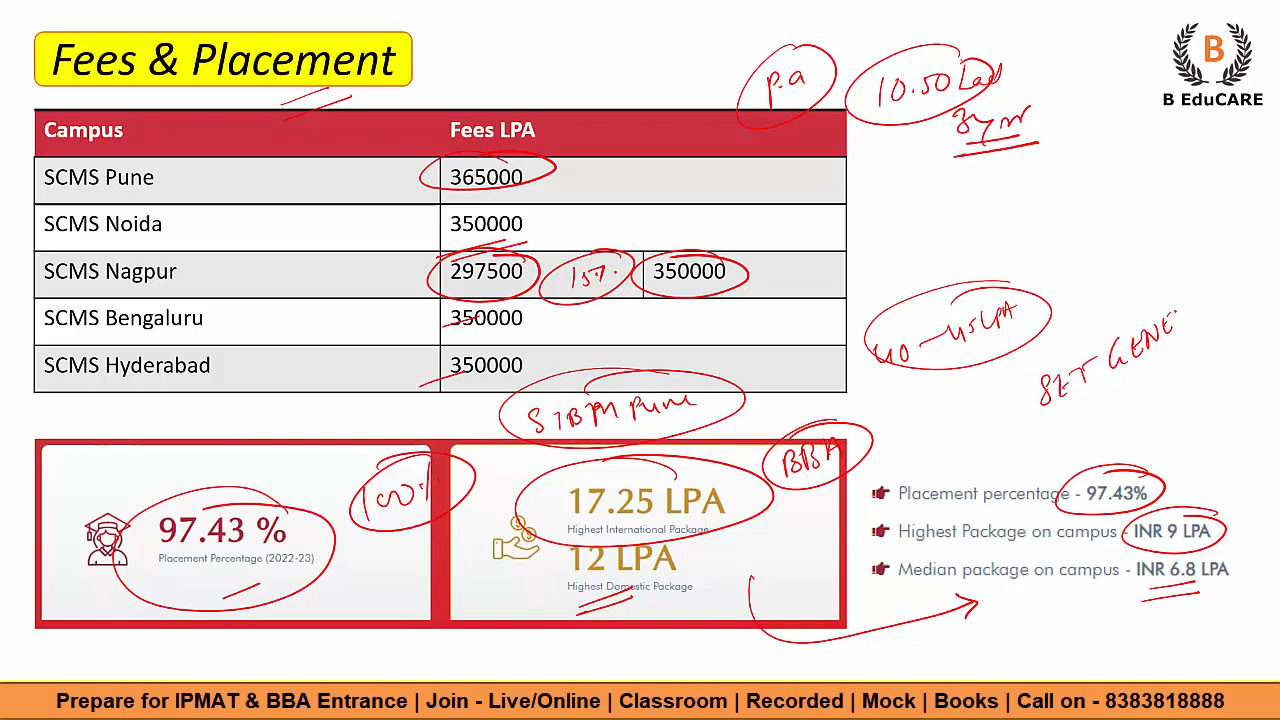 Fees & Placement
p.a
10.50 Lac
3 yr
B
B EduCARE
Campus Fees LPA
SCMS Pune 365000
SCMS Noida 350000
SCMS Nagpur 297500 15% 350000
SCMS Bengaluru 350000
SCMS Hyderabad 350000
40 - 45 LPA
SET GENE
SIBM Pune
BBA
100%
97.43 %
Placement Percentage (2022-23)
17.25 LPA
Highest International Package
12 LPA
Highest Domestic Package
Placement percentage - 97.43%
Highest Package on campus - INR 9 LPA
Median package on campus - INR 6.8 LPA
Prepare for IPMAT & BBA Entrance | Join - Live/Online | Classroom | Recorded | Mock | Books | Call on - 8383818888